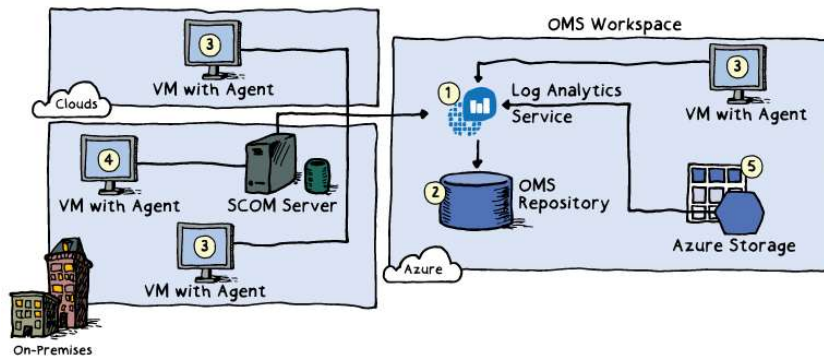 OMS Workspace
3
VM with Agent
Clouds
4
VM with Agent
SCOM Server
3
VM with Agent
On-Premises
1
Log Analytics
Service
3
VM with Agent
2
OMS
Repository
5
Azure Storage
Azure